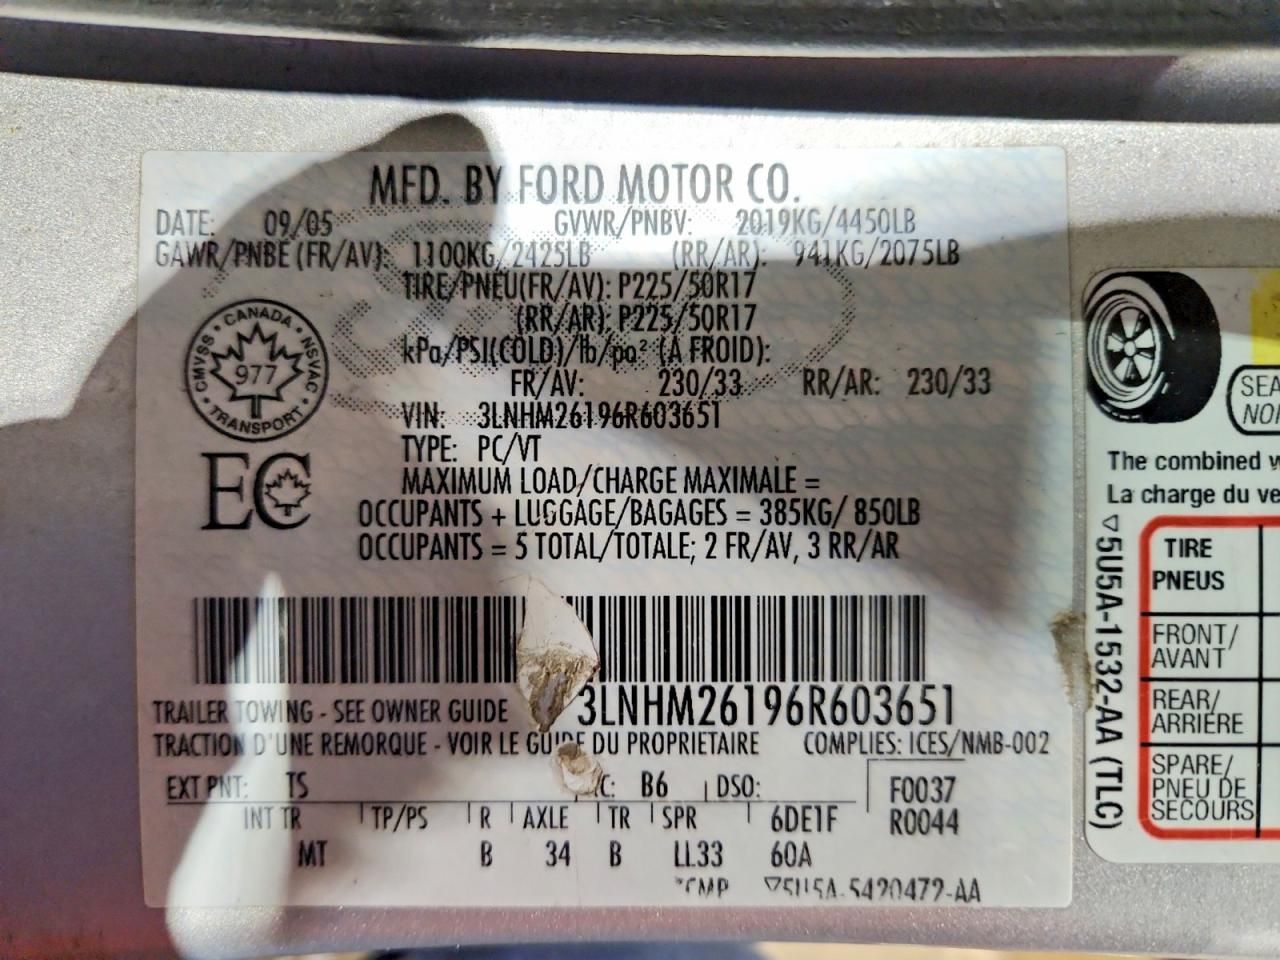 MFD. BY FORD MOTOR CO.
DATE: 09/05 GVWR/PNBV: 2019KG/4450LB
GAWR/PNBE (FR/AV): 1100KG/2425LB (RR/AR): 941KG/2075LB
TIRE/PNEU(FR/AV): P225/50R17
(RR/AR): P225/50R17
kPa/PSI(COLD)/lb/po² (A FROID):
FR/AV: 230/33 RR/AR: 230/33
VIN: 3LNHM26196R603651
TYPE: PC/VT
MAXIMUM LOAD/CHARGE MAXIMALE =
OCCUPANTS + LUGGAGE/BAGAGES = 385KG/ 850LB
OCCUPANTS = 5 TOTAL/TOTALE; 2 FR/AV, 3 RR/AR
CANADA
CMVSS
NSVAC
977
TRANSPORT
EC
3LNHM26196R603651
TRAILER TOWING - SEE OWNER GUIDE
TRACTION D'UNE REMORQUE - VOIR LE GUIDE DU PROPRIETAIRE COMPLIES: ICES/NMB-002
EXT PNT: TS C: B6 DSO: F0037
INT TR TP/PS R AXLE TR SPR 6DE1F R0044
MT B 34 B LL33 60A
5U5A-5420472-AA
SEA
NO
The combined
La charge du
5U5A-1532-AA (TLC)
TIRE
PNEUS
FRONT/
AVANT
REAR/
ARRIÈRE
SPARE/
PNEU DE
SECOURS